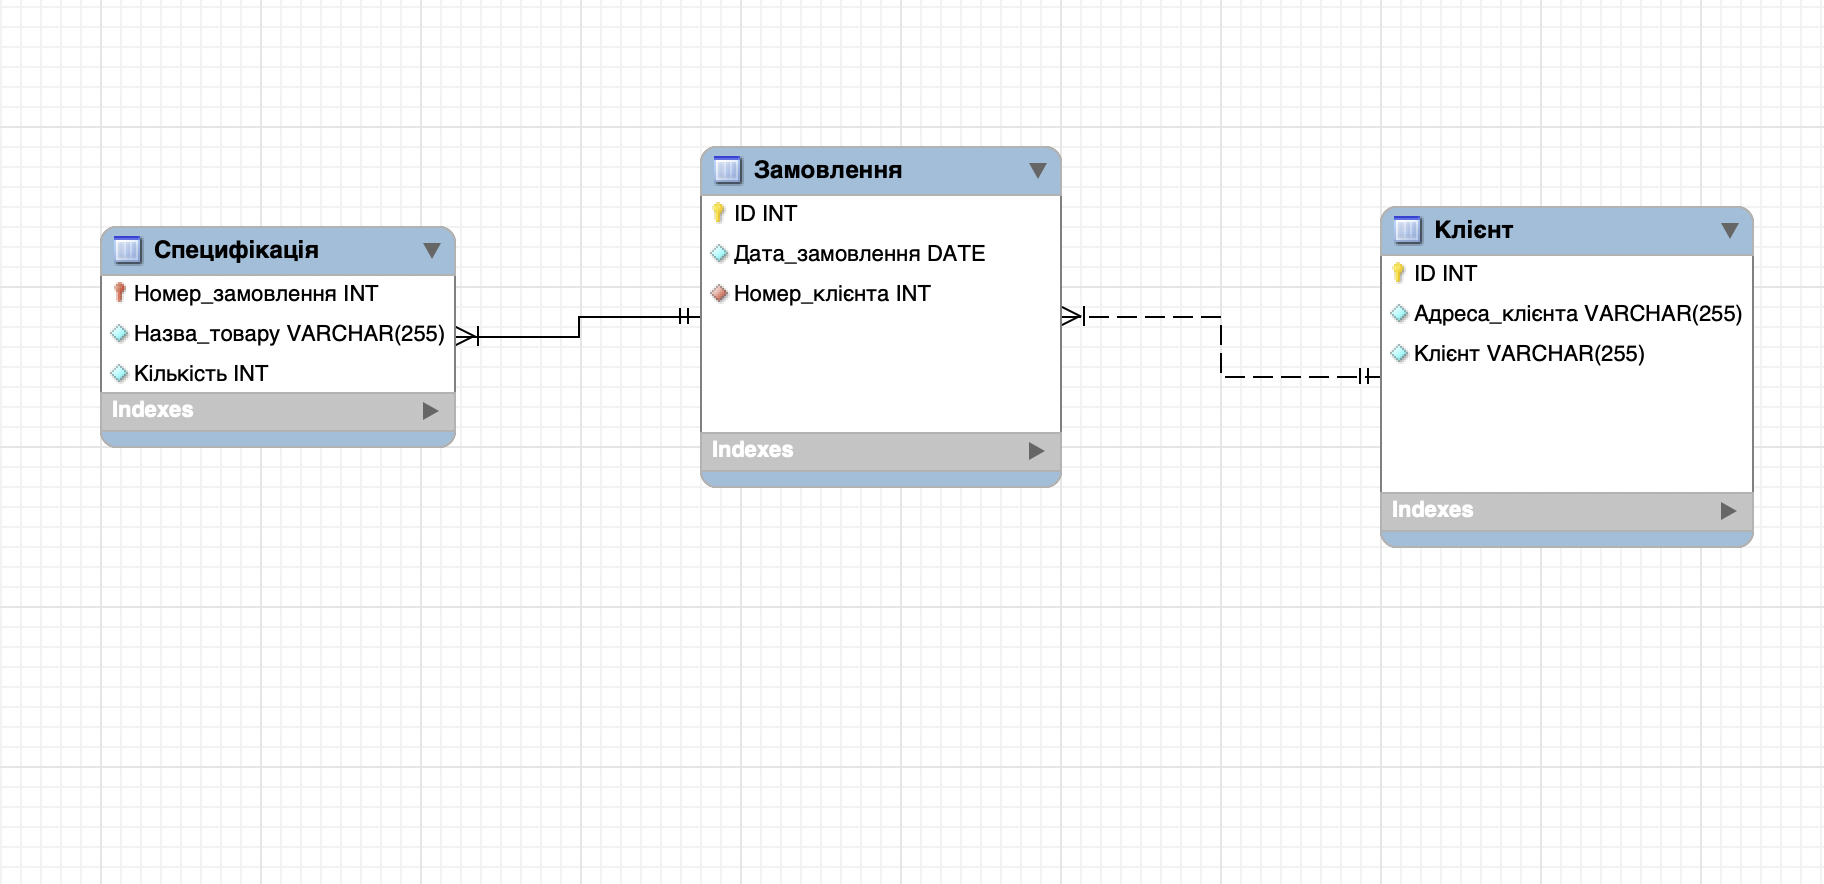 Специфікація
Номер_замовлення INT
Назва_товару VARCHAR(255)
Кількість INT
Indexes
Замовлення
ID INT
Дата_замовлення DATE
Номер_клієнта INT
Indexes
Клієнт
ID INT
Адреса_клієнта VARCHAR(255)
Клієнт VARCHAR(255)
Indexes